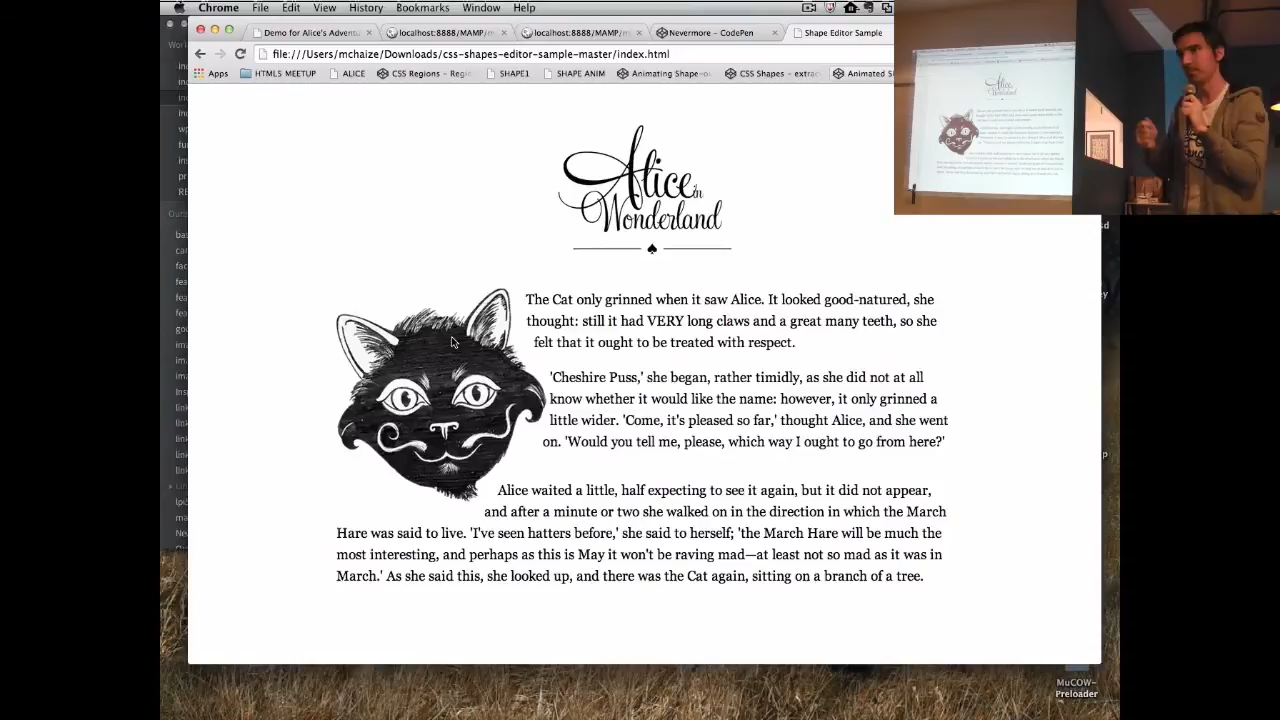 Chrome File Edit View History Bookmarks Window Help
Demo for Alice's Advent localhost:8888/MAMP/ localhost:8888/MAMP/ Nevermore – CodePen Shape Editor Sample
file:///Users/mchaize/Downloads/css-shapes-editor-sample-master/index.html
Apps HTML5 MEETUP ALICE CSS Regions – Regi SHAPE1 SHAPE ANIM Animating Shape-o CSS Shapes – extrac Animated S
Alice in
Wonderland
The Cat only grinned when it saw Alice. It looked good-natured, she
thought: still it had VERY long claws and a great many teeth, so she
felt that it ought to be treated with respect.
'Cheshire Puss,' she began, rather timidly, as she did not at all
know whether it would like the name: however, it only grinned a
little wider. 'Come, it's pleased so far,' thought Alice, and she went
on. 'Would you tell me, please, which way I ought to go from here?'
Alice waited a little, half expecting to see it again, but it did not appear,
and after a minute or two she walked on in the direction in which the March
Hare was said to live. 'I've seen hatters before,' she said to herself; 'the March Hare will be much the
most interesting, and perhaps as this is May it won't be raving mad—at least not so mad as it was in
March.' As she said this, she looked up, and there was the Cat again, sitting on a branch of a tree.
MuCOW-
Preloader